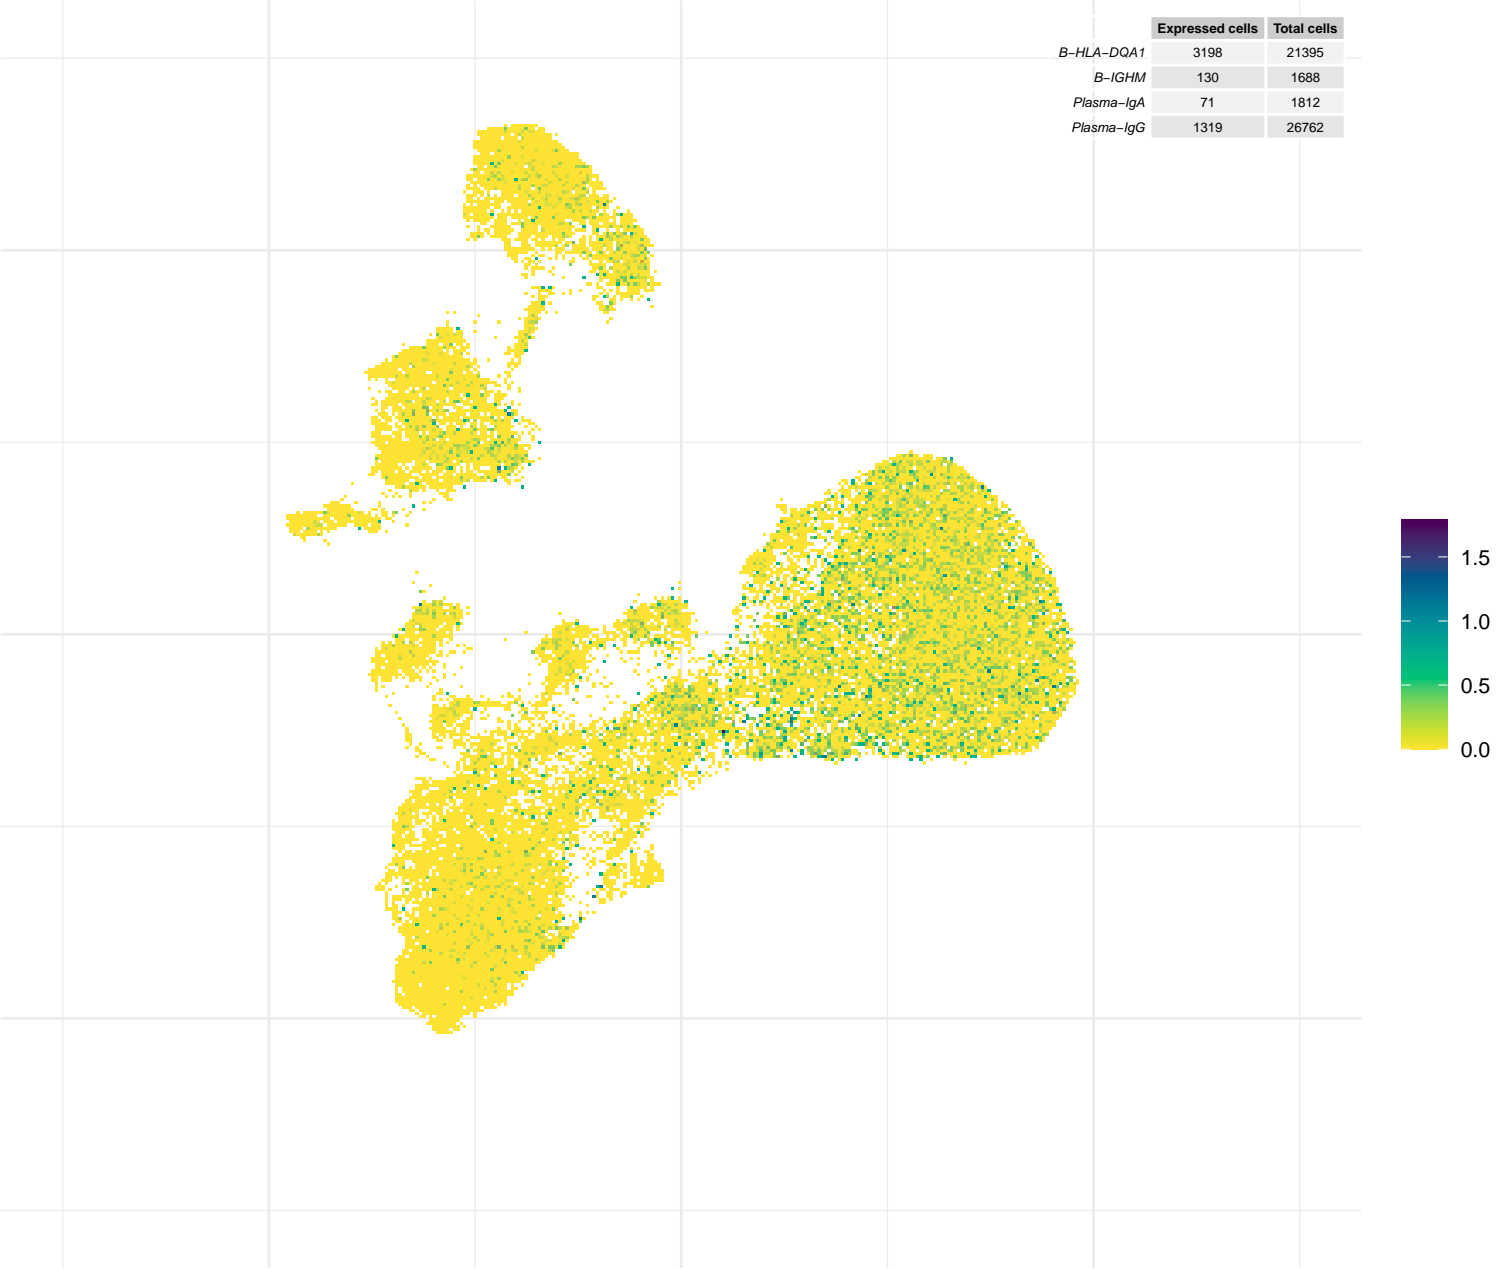 Expressed cells Total cells
B−HLA−DQA1 3198 21395
B−IGHM 130 1688
Plasma−IgA 71 1812
Plasma−IgG 1319 26762
1.5
1.0
0.5
0.0